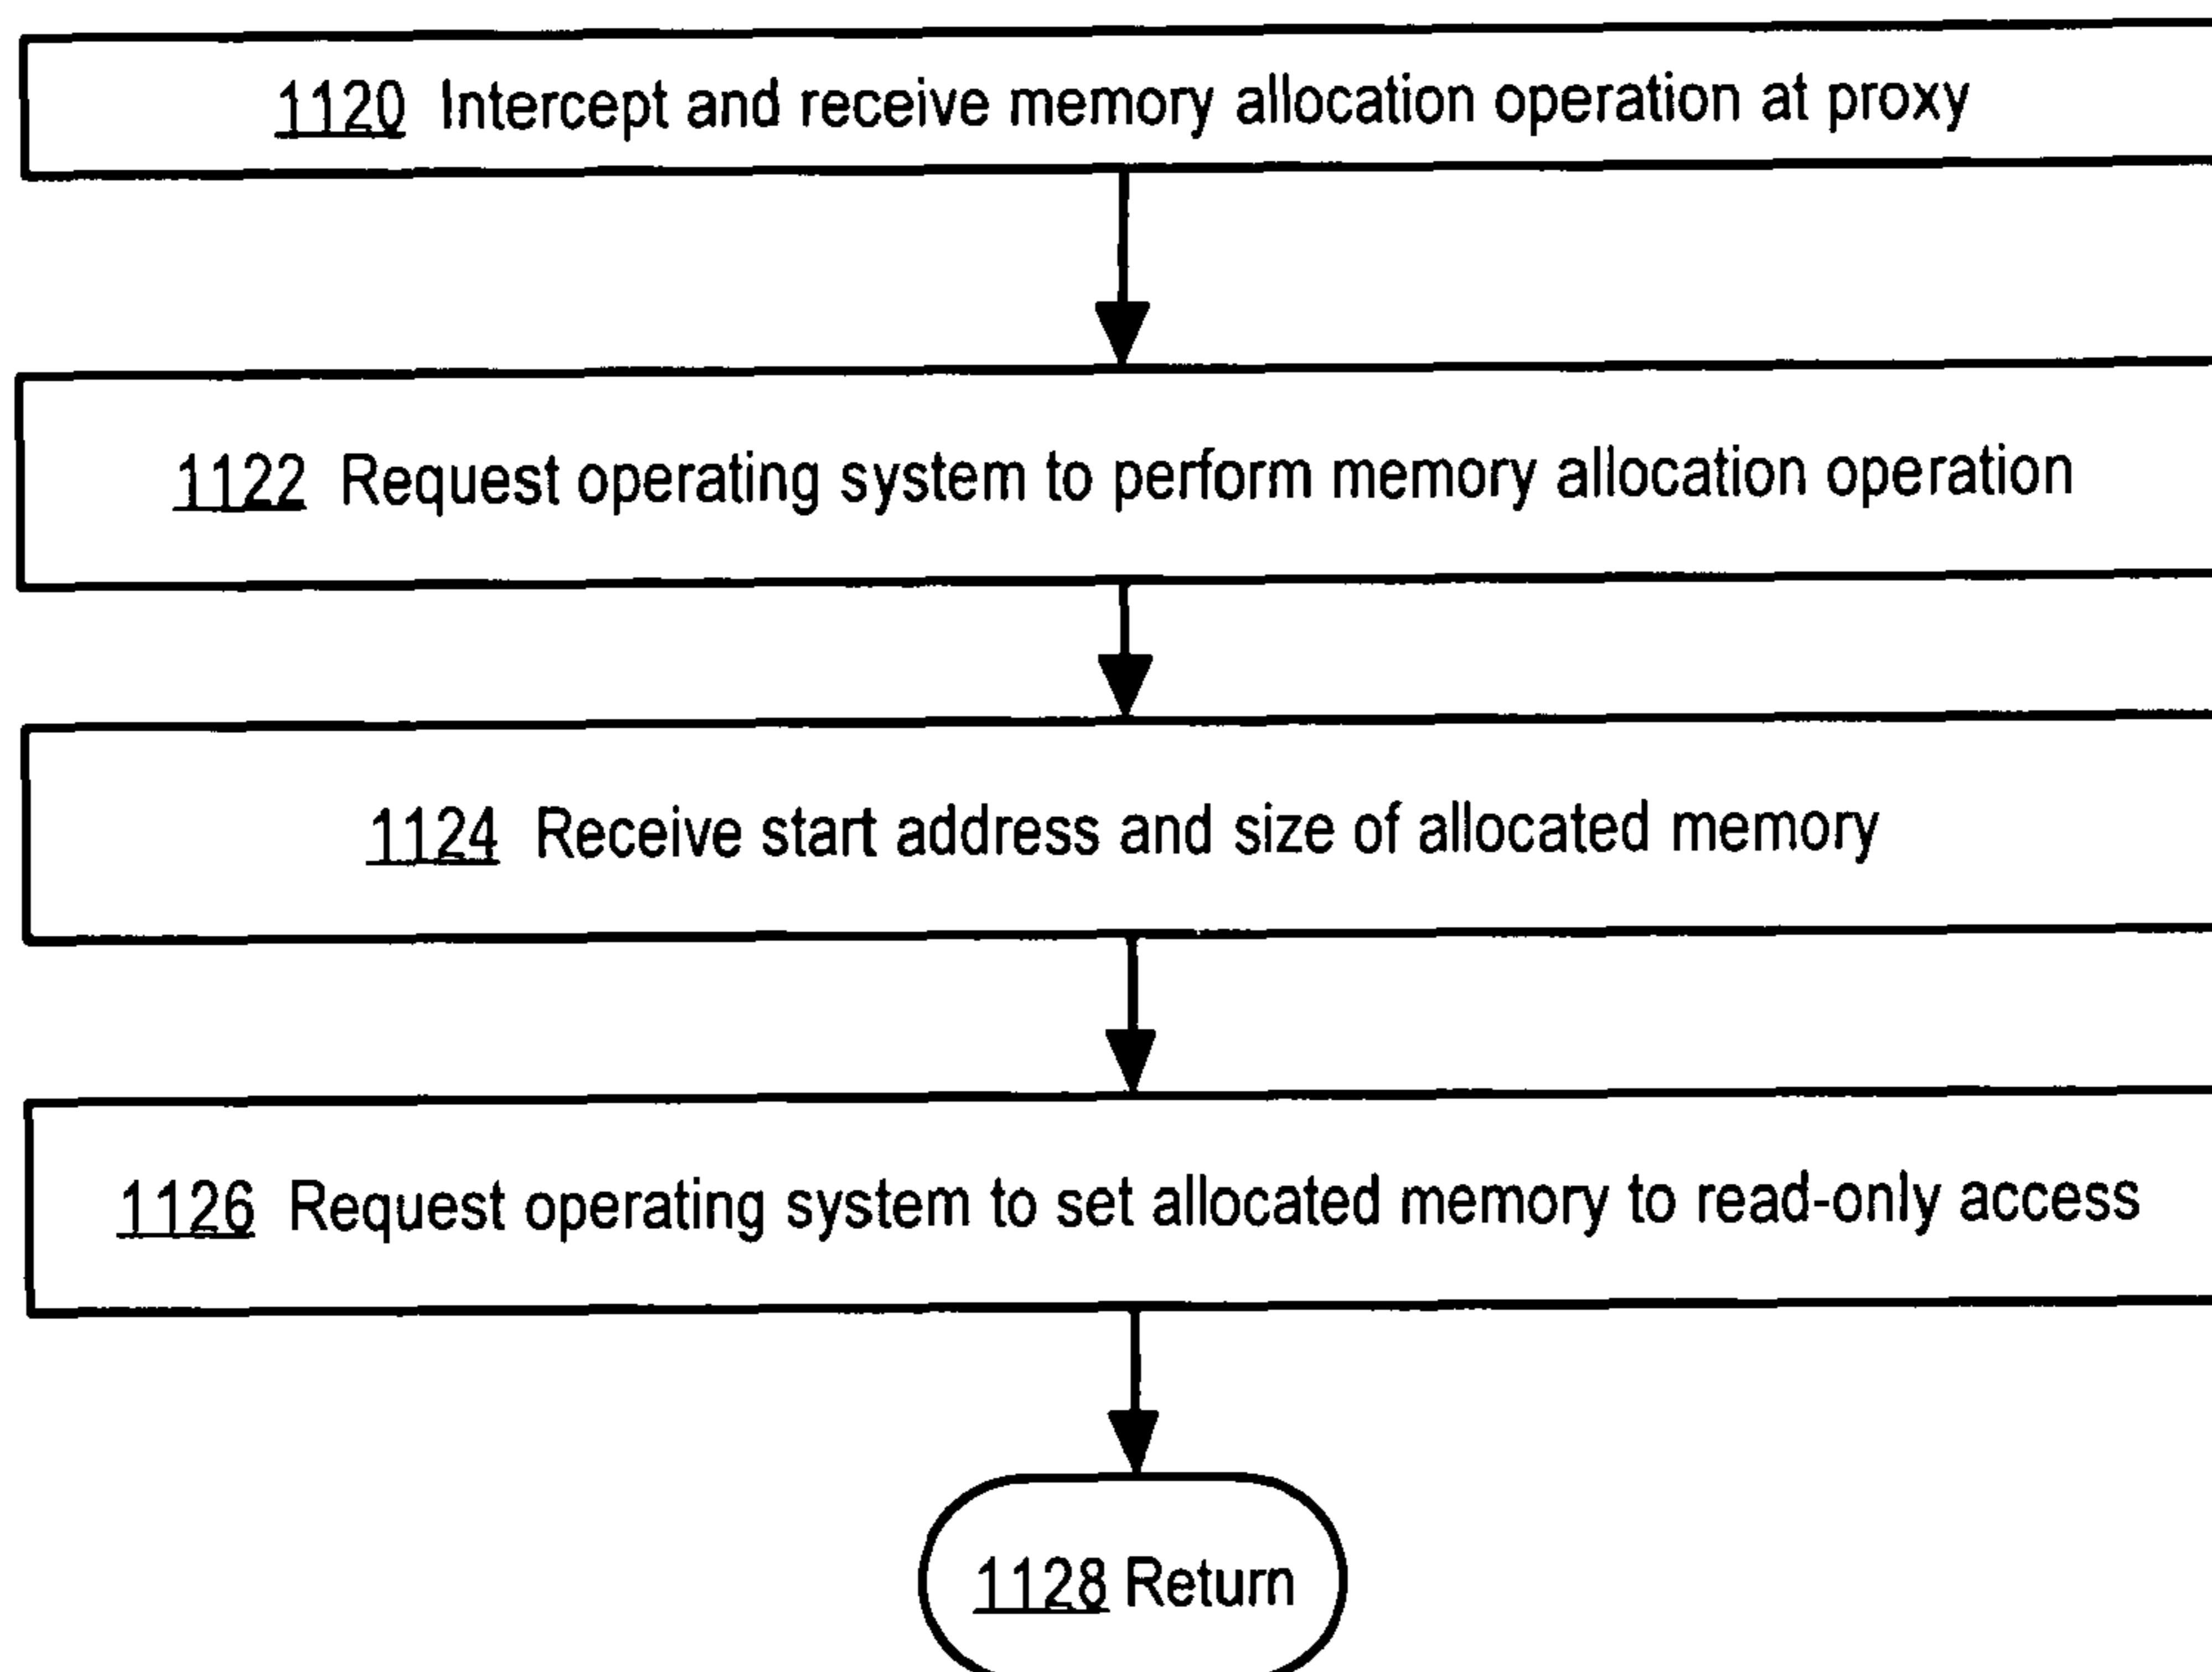 1120 Intercept and receive memory allocation operation at proxy
1122 Request operating system to perform memory allocation operation
1124 Receive start address and size of allocated memory
1126 Request operating system to set allocated memory to read-only access
1128 Return